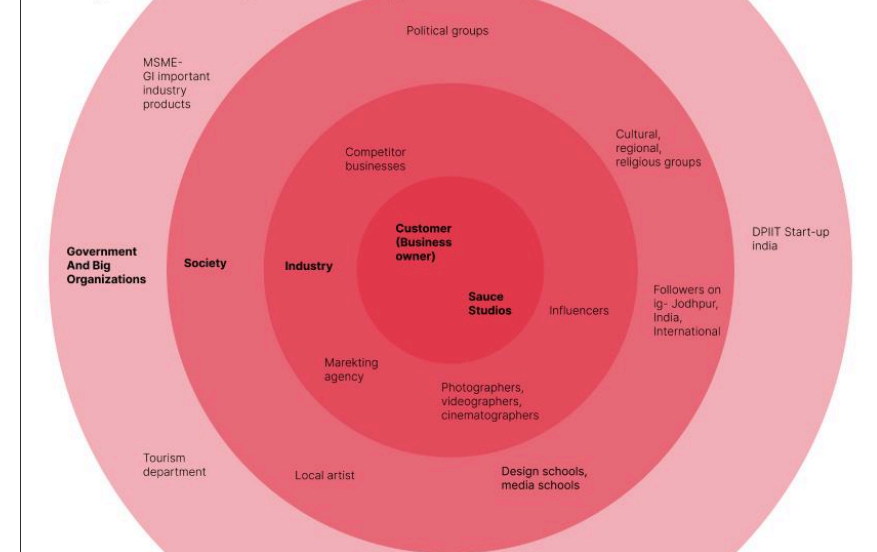 Political groups
MSME-
GI important
industry
products
Cultural,
regional,
religious groups
Competitor
businesses
Customer
(Business
owner)
DPIIT Start-up
india
Government
And Big
Organizations
Society
Industry
Sauce
Studios
Influencers
Followers on
ig- Jodhpur,
India,
International
Marekting
agency
Photographers,
videographers,
cinematographers
Tourism
department
Local artist
Design schools,
media schools